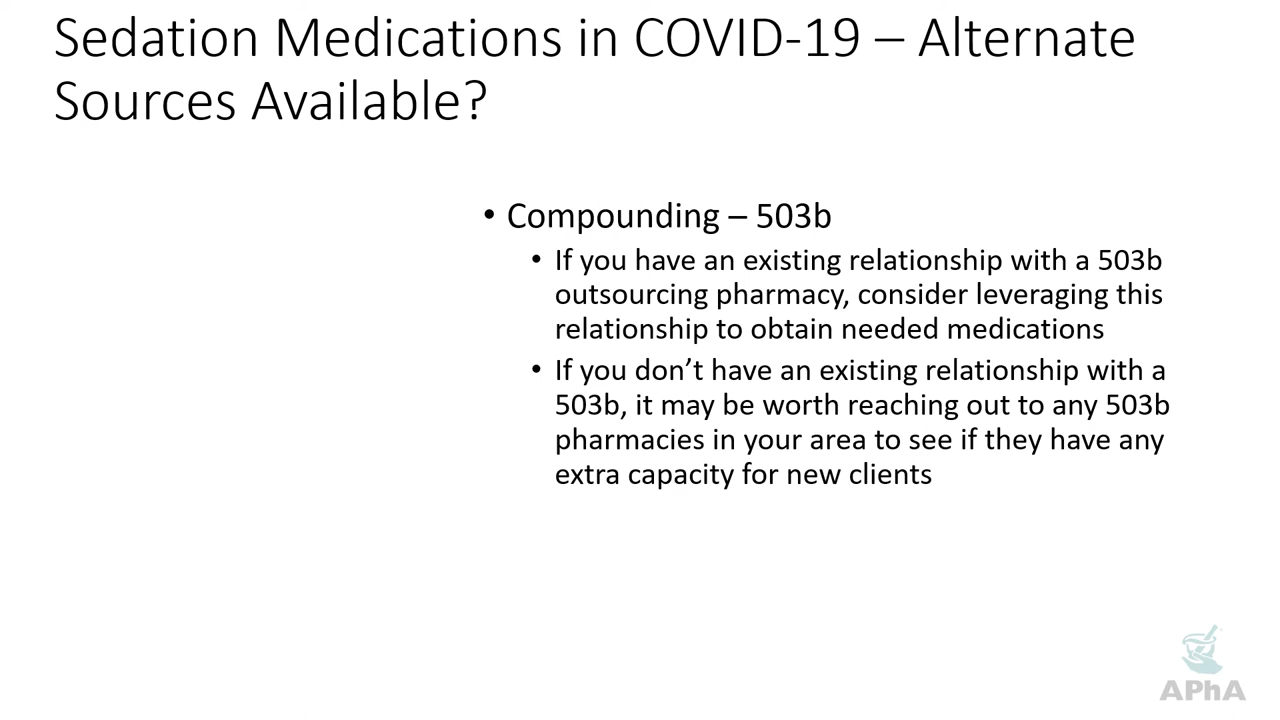 Sedation Medications in COVID-19 – Alternate
Sources Available?
• Compounding – 503b
• If you have an existing relationship with a 503b
outsourcing pharmacy, consider leveraging this
relationship to obtain needed medications
• If you don’t have an existing relationship with a
503b, it may be worth reaching out to any 503b
pharmacies in your area to see if they have any
extra capacity for new clients
APhA